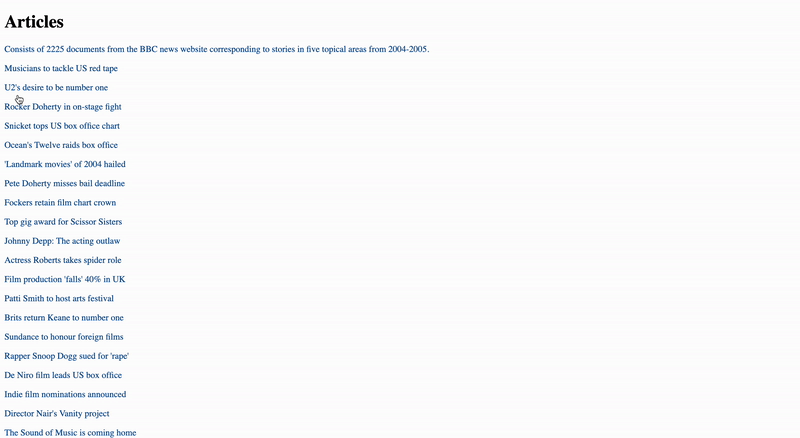 Articles
Consists of 2225 documents from the BBC news website corresponding to stories in five topical areas from 2004-2005.
Musicians to tackle US red tape
U2's desire to be number one
Rocker Doherty in on-stage fight
Snicket tops US box office chart
Ocean's Twelve raids box office
'Landmark movies' of 2004 hailed
Pete Doherty misses bail deadline
Fockers retain film chart crown
Top gig award for Scissor Sisters
Johnny Depp: The acting outlaw
Actress Roberts takes spider role
Film production 'falls' 40% in UK
Patti Smith to host arts festival
Brits return Keane to number one
Sundance to honour foreign films
Rapper Snoop Dogg sued for 'rape'
De Niro film leads US box office
Indie film nominations announced
Director Nair's Vanity project
The Sound of Music is coming home